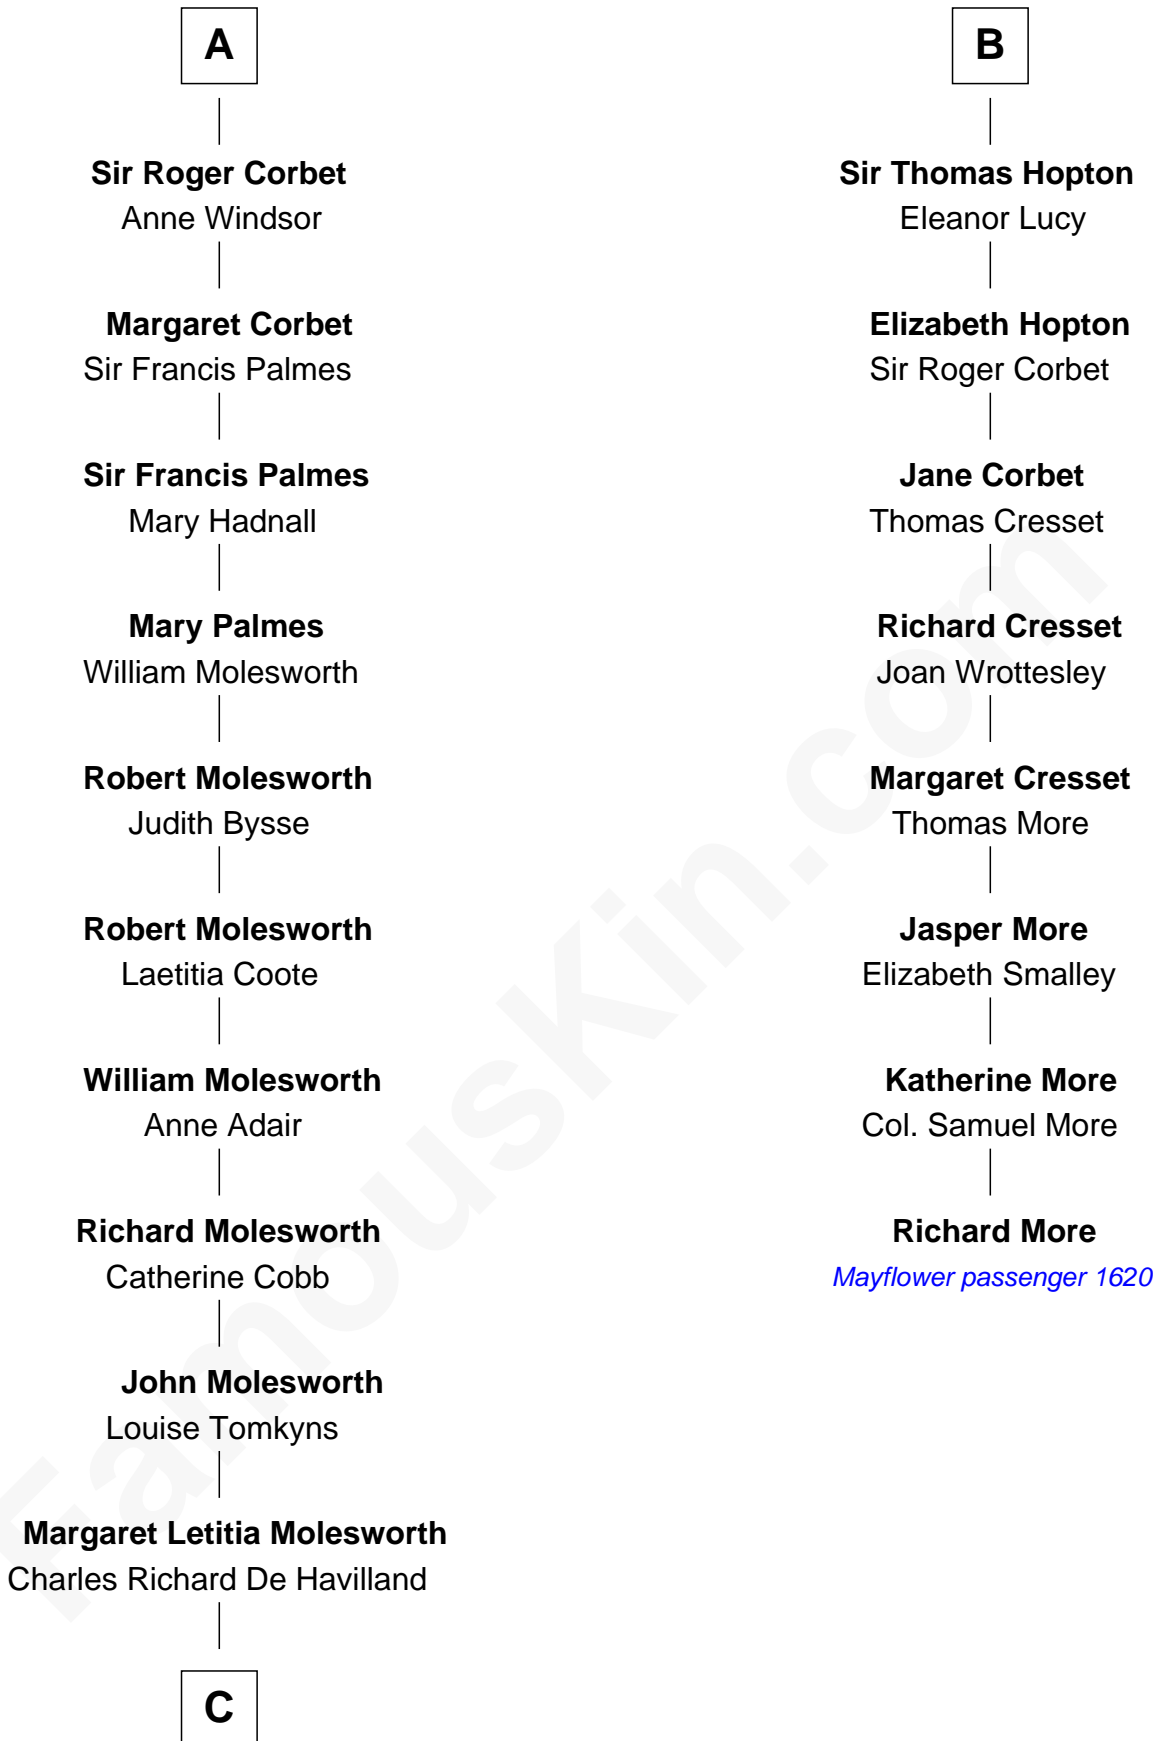 A
Sir Roger Corbet
Anne Windsor
Margaret Corbet
Sir Francis Palmes
Sir Francis Palmes
Mary Hadnall
Mary Palmes
William Molesworth
Robert Molesworth
Judith Bysse
Robert Molesworth
Laetitia Coote
William Molesworth
Anne Adair
Richard Molesworth
Catherine Cobb
John Molesworth
Louise Tomkyns
Margaret Letitia Molesworth
Charles Richard De Havilland
C
B
Sir Thomas Hopton
Eleanor Lucy
Elizabeth Hopton
Sir Roger Corbet
Jane Corbet
Thomas Cresset
Richard Cresset
Joan Wrottesley
Margaret Cresset
Thomas More
Jasper More
Elizabeth Smalley
Katherine More
Col. Samuel More
Richard More
Mayflower passenger 1620
FamousKin.com